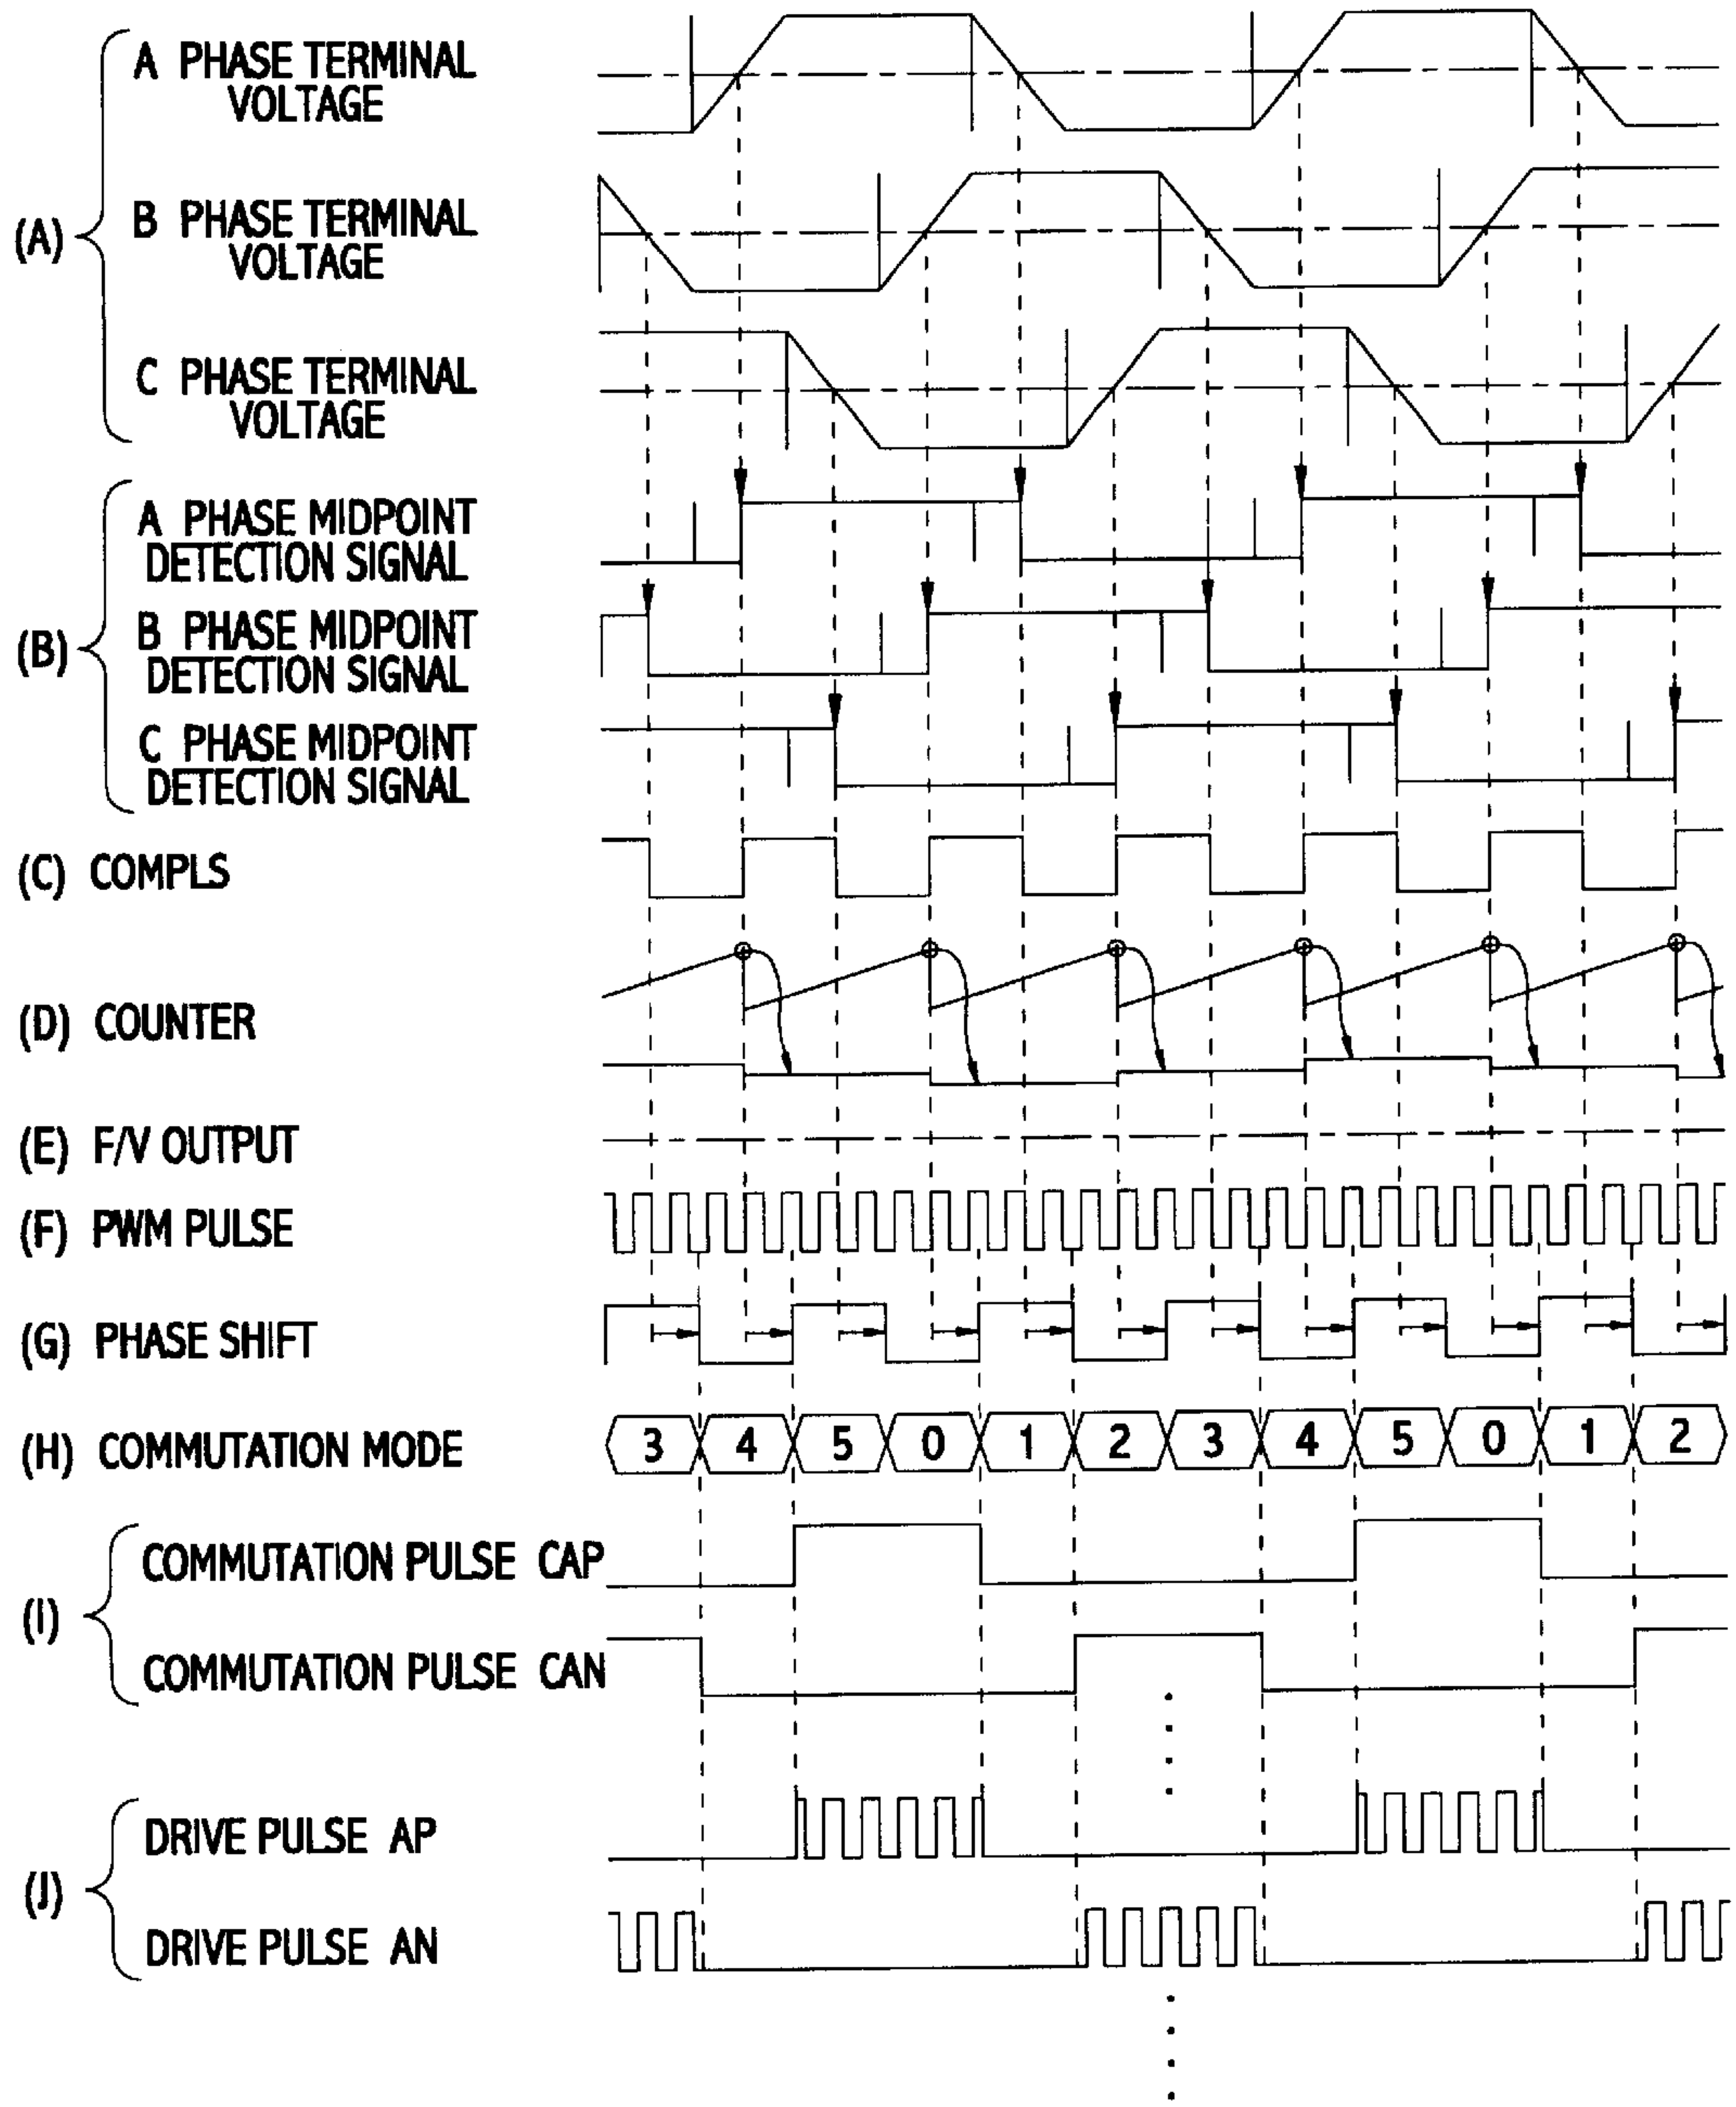 (A)
A PHASE TERMINAL
VOLTAGE
B PHASE TERMINAL
VOLTAGE
C PHASE TERMINAL
VOLTAGE
(B)
A PHASE MIDPOINT
DETECTION SIGNAL
B PHASE MIDPOINT
DETECTION SIGNAL
C PHASE MIDPOINT
DETECTION SIGNAL
(C) COMPLS
(D) COUNTER
(E) F/V OUTPUT
(F) PWM PULSE
(G) PHASE SHIFT
(H) COMMUTATION MODE 3 4 5 0 1 2 3 4 5 0 1 2
(I)
COMMUTATION PULSE CAP
COMMUTATION PULSE CAN
(J)
DRIVE PULSE AP
DRIVE PULSE AN